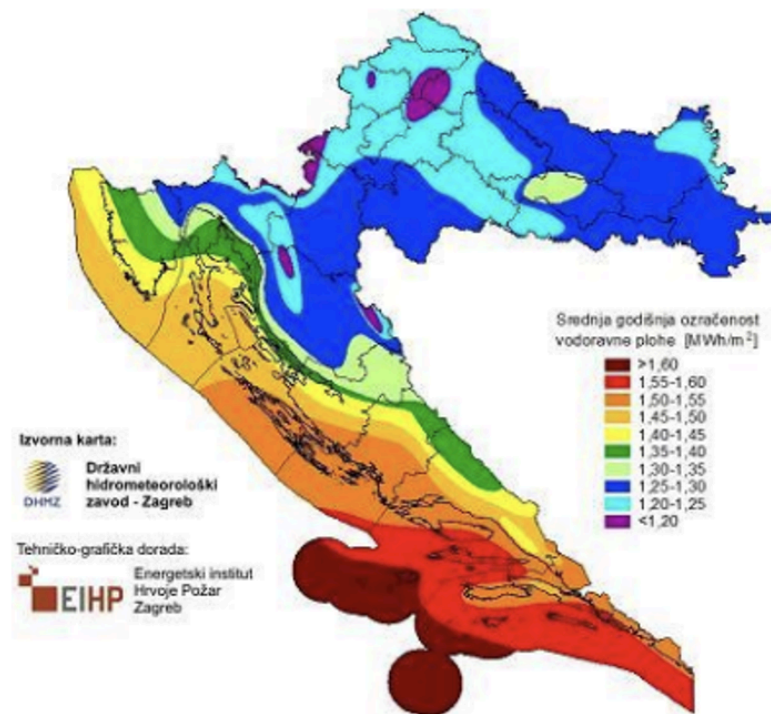 Srednja godišnja ozračenost
vodoravne plohe [MWh/m²]
>1,60
1,55-1,60
1,50-1,55
1,45-1,50
1,40-1,45
1,35-1,40
1,30-1,35
1,25-1,30
1,20-1,25
<1,20
Izvorna karta:
DHMZ
Državni
hidrometeorološki
zavod - Zagreb
Tehničko-grafička dorada:
EIHP
Energetski institut
Hrvoje Požar
Zagreb